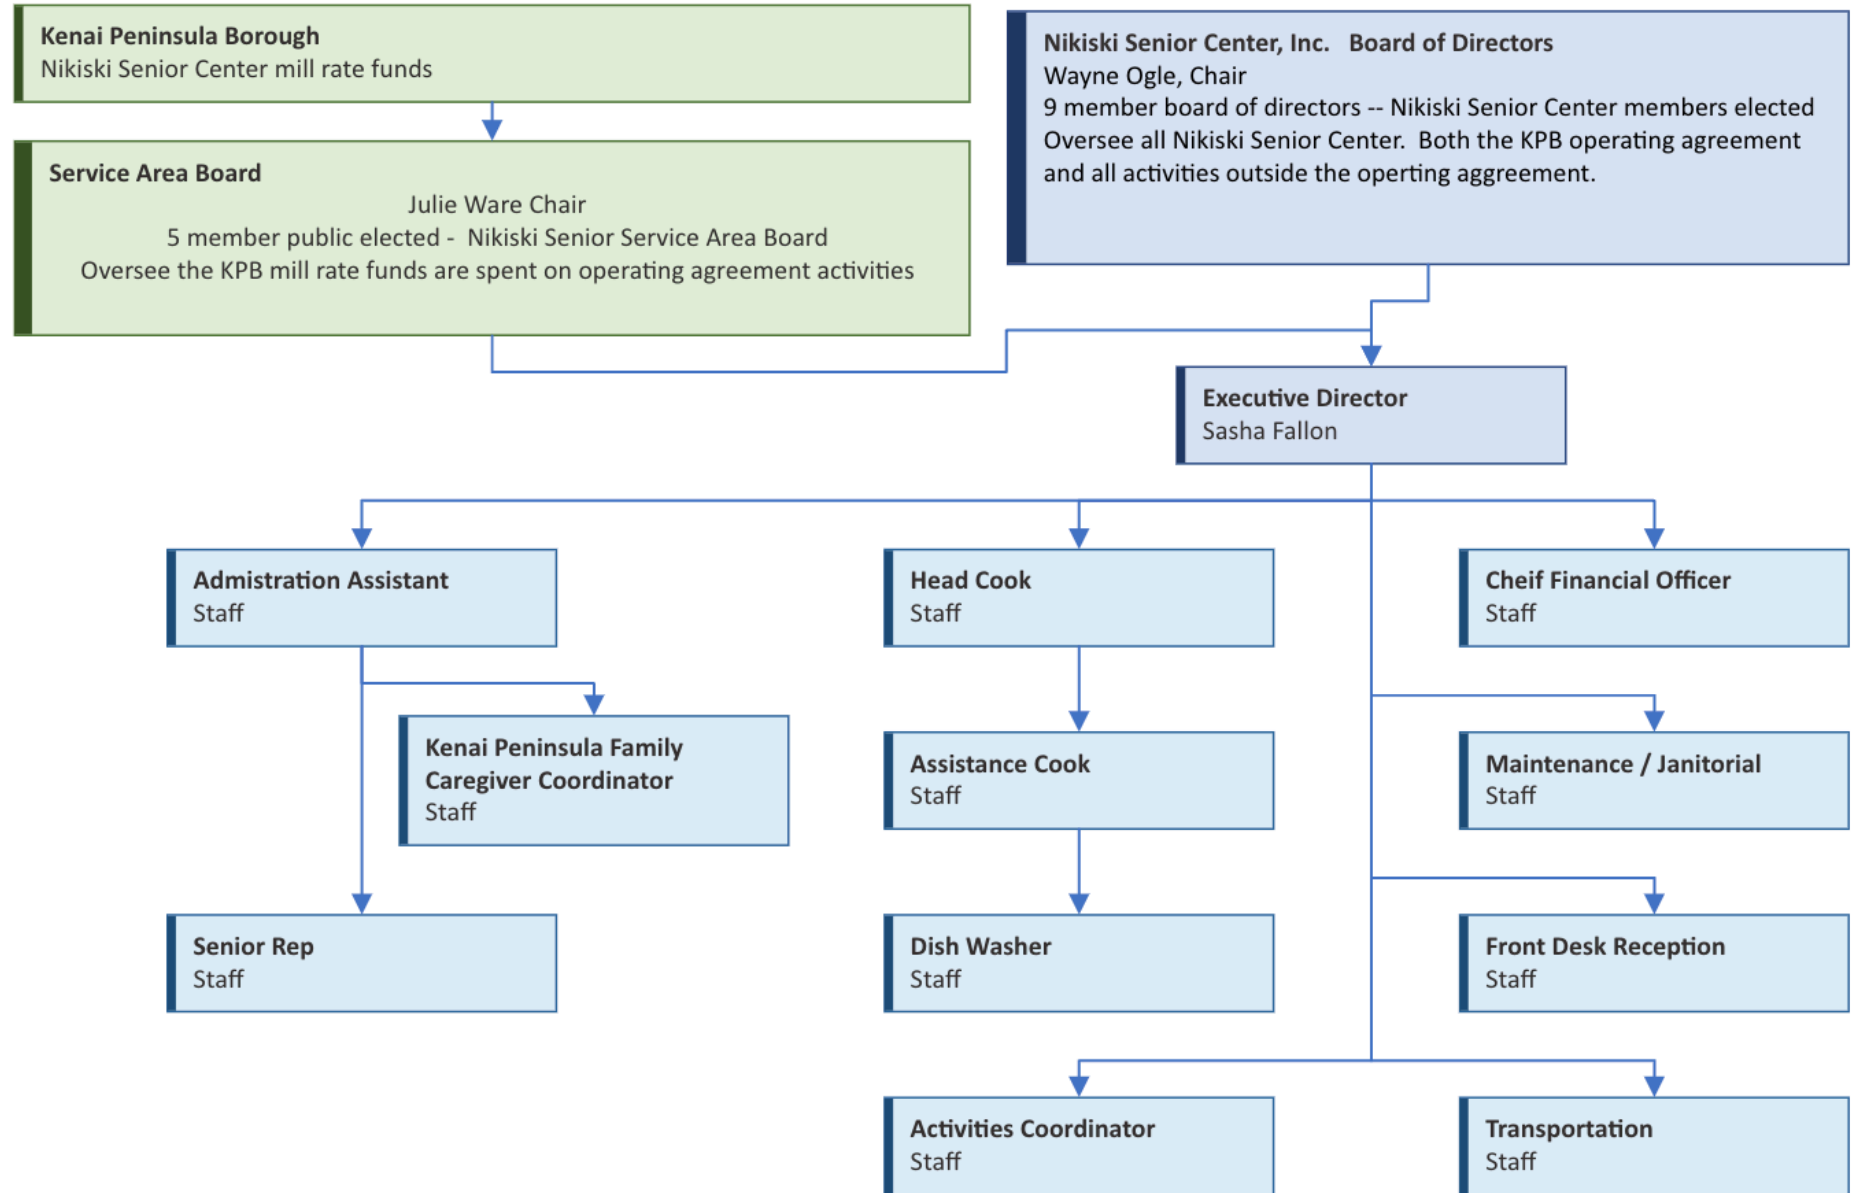 Kenai Peninsula Borough
Nikiski Senior Center mill rate funds
Nikiski Senior Center, Inc.   Board of Directors
Wayne Ogle, Chair
9 member board of directors -- Nikiski Senior Center members elected
Oversee all Nikiski Senior Center.  Both the KPB operating agreement
and all activities outside the operting aggreement.
Service Area Board
Julie Ware Chair
5 member public elected -  Nikiski Senior Service Area Board
Oversee the KPB mill rate funds are spent on operating agreement activities
Executive Director
Sasha Fallon
Admistration Assistant
Staff
Head Cook
Staff
Cheif Financial Officer
Staff
Kenai Peninsula Family
Caregiver Coordinator
Staff
Assistance Cook
Staff
Maintenance / Janitorial
Staff
Senior Rep
Staff
Dish Washer
Staff
Front Desk Reception
Staff
Activities Coordinator
Staff
Transportation
Staff